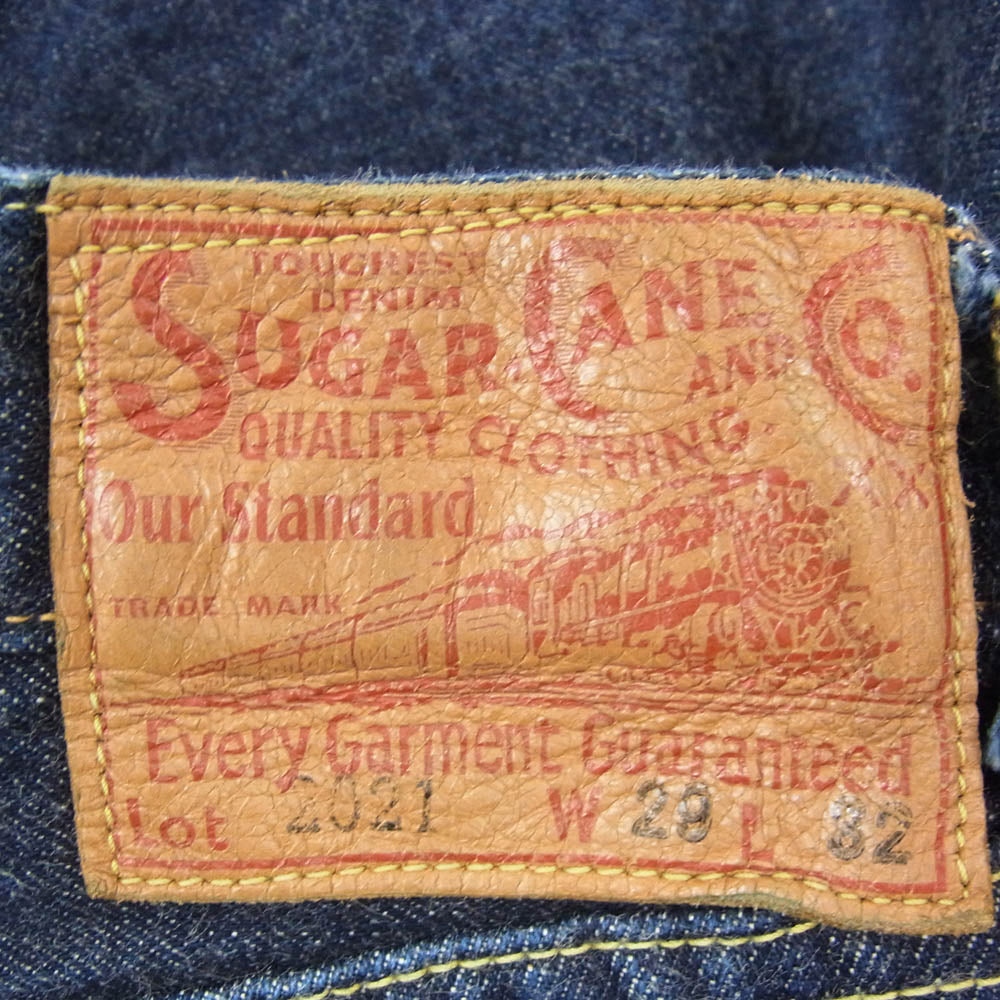 TOUGHEST
DENIM
SUGAR CANE CO.
AND
QUALITY CLOTHING
XX
Our Standard
TRADE MARK
Every Garment Guaranteed
Lot 2021 W 29 L 32